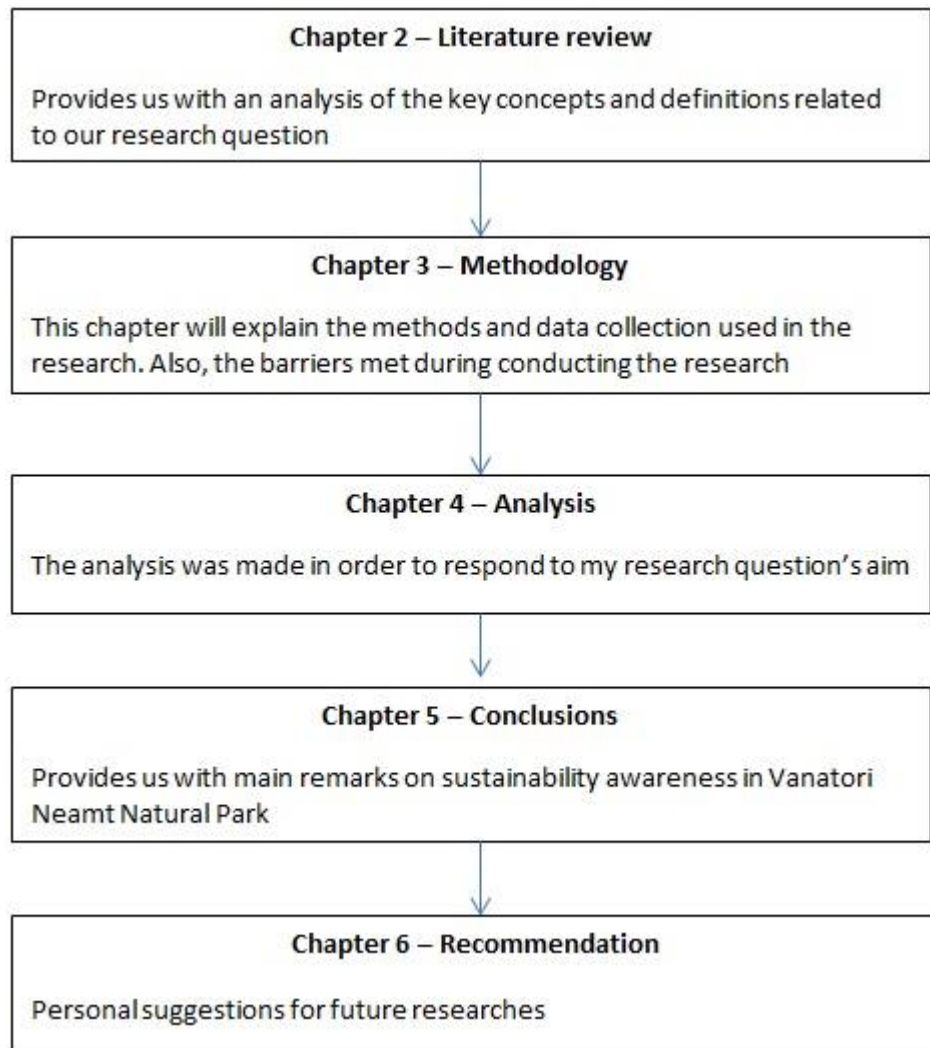 Chapter 2 – Literature review
Provides us with an analysis of the key concepts and definitions related
to our research question
Chapter 3 – Methodology
This chapter will explain the methods and data collection used in the
research. Also, the barriers met during conducting the research
Chapter 4 – Analysis
The analysis was made in order to respond to my research question’s aim
Chapter 5 – Conclusions
Provides us with main remarks on sustainability awareness in Vanatori
Neamt Natural Park
Chapter 6 – Recommendation
Personal suggestions for future researches